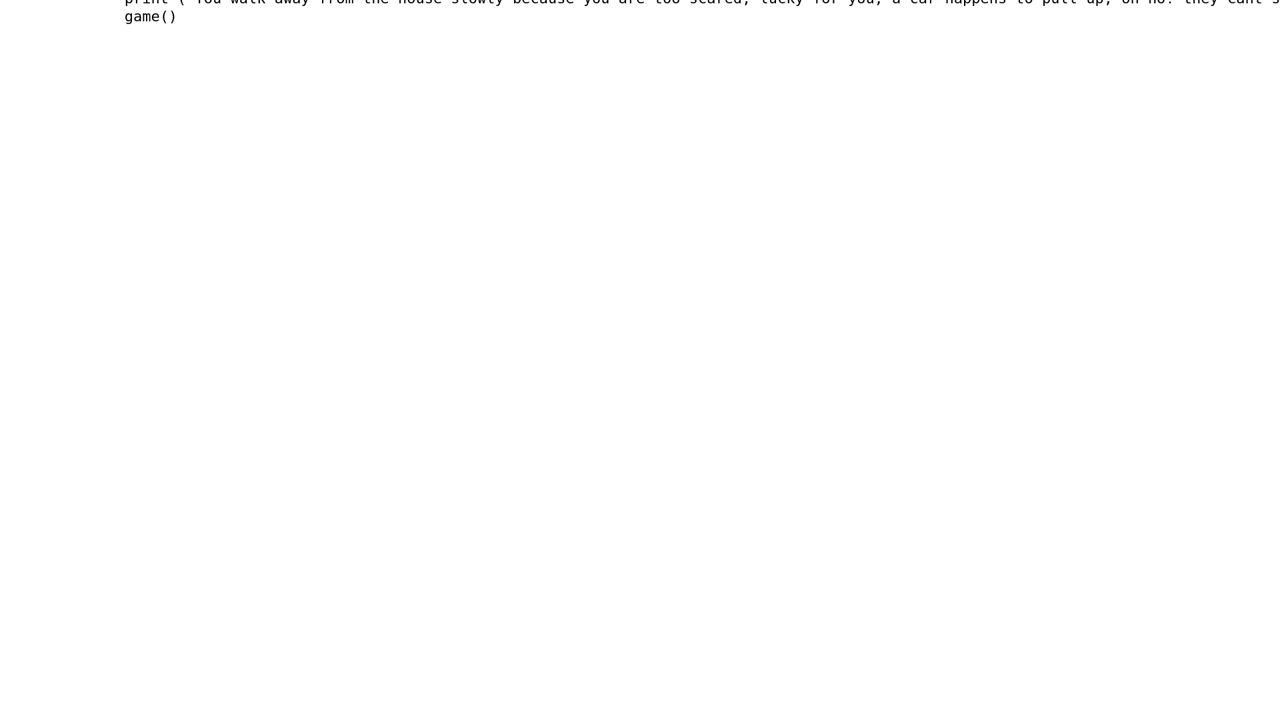 print ( "You walk away from the house slowly because you are too scared, lucky for you, a car happens to pull up, oh no! they cant
game()